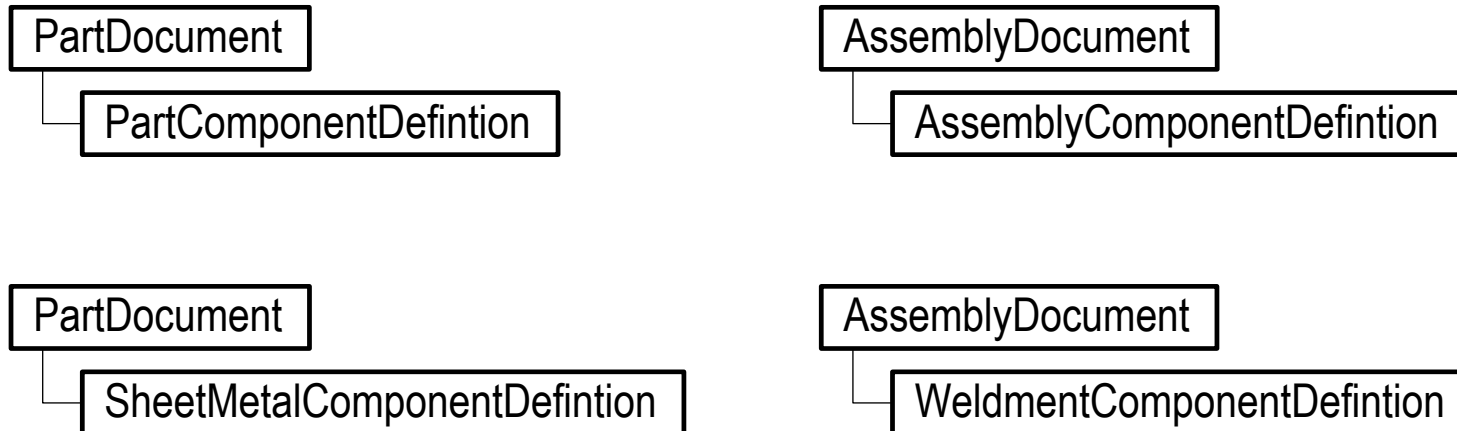 PartDocument
PartComponentDefintion
AssemblyDocument
AssemblyComponentDefintion
PartDocument
SheetMetalComponentDefintion
AssemblyDocument
WeldmentComponentDefintion